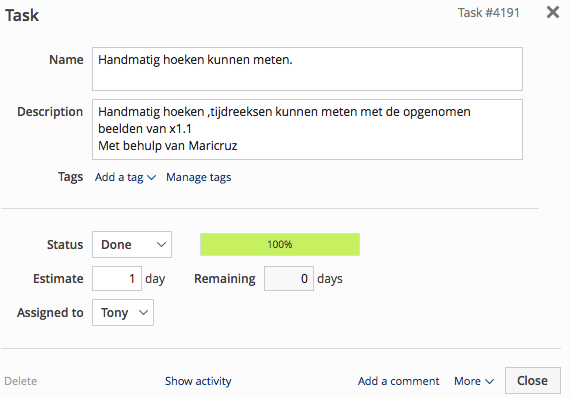 Task
Task #4191
Name
Handmatig hoeken kunnen meten.
Description
Handmatig hoeken ,tijdreeksen kunnen meten met de opgenomen
beelden van x1.1
Met behulp van Maricruz
Tags Add a tag Manage tags
Status Done 100%
Estimate 1 day Remaining 0 days
Assigned to Tony
Delete Show activity Add a comment More Close